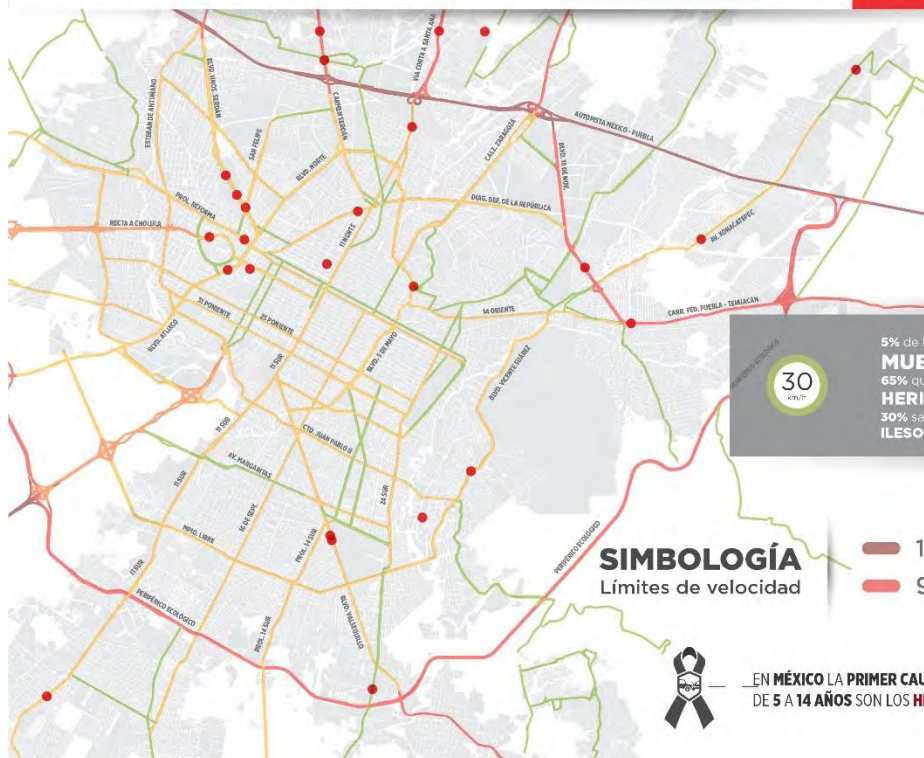 VÍA CORTA A SANTA ANA
BLVD. HNOS. SERDÁN
ESTEBAN DE ANTUÑANO
CARMEN SERDÁN
SAN FELIPE
AUTOPISTA MÉXICO - PUEBLA
CALZ. ZARAGOZA
BLVD. NORTE
BLVD. 18 DE NOV.
PROL. REFORMA
DIAG. DEF. DE LA REPÚBLICA
RECTA A CHOLULA
11 NORTE
AV. XONACATEPEC
CARR. FED. PUEBLA - TEHUACÁN
31 PONIENTE
25 PONIENTE
14 ORIENTE
BLVD. ATLIXCO
11 SUR
BLVD. 5 DE MAYO
BLVD. VICENTE SUÁREZ
PERIFÉRICO ECOLÓGICO
30
km/h
5% de
MUE
65% qu
HERI
30% sa
ILESO
11 SUR
CTO. JUAN PABLO II
AV. MARGARITAS
11 SUR
24 SUR
16 DE SEPT.
MPIO. LIBRE
PROL. 14 SUR
PERIFÉRICO ECOLÓGICO
11 SUR
PERIFÉRICO ECOLÓGICO
PROL. 14 SUR
BLVD. VALSEQUILLO
SIMBOLOGÍA
Límites de velocidad
1
9
EN MÉXICO LA PRIMER CAU
DE 5 A 14 AÑOS SON LOS H